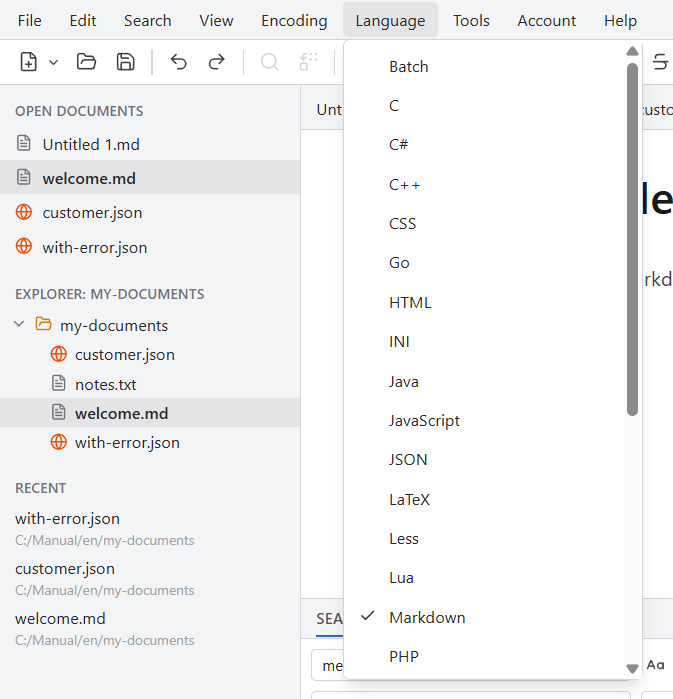 File Edit Search View Encoding Language Tools Account Help
OPEN DOCUMENTS
Untitled 1.md
welcome.md
customer.json
with-error.json
EXPLORER: MY-DOCUMENTS
my-documents
customer.json
notes.txt
welcome.md
with-error.json
RECENT
with-error.json
C:/Manual/en/my-documents
customer.json
C:/Manual/en/my-documents
welcome.md
C:/Manual/en/my-documents
Batch
C
C#
C++
CSS
Go
HTML
INI
Java
JavaScript
JSON
LaTeX
Less
Lua
Markdown
PHP
Aa